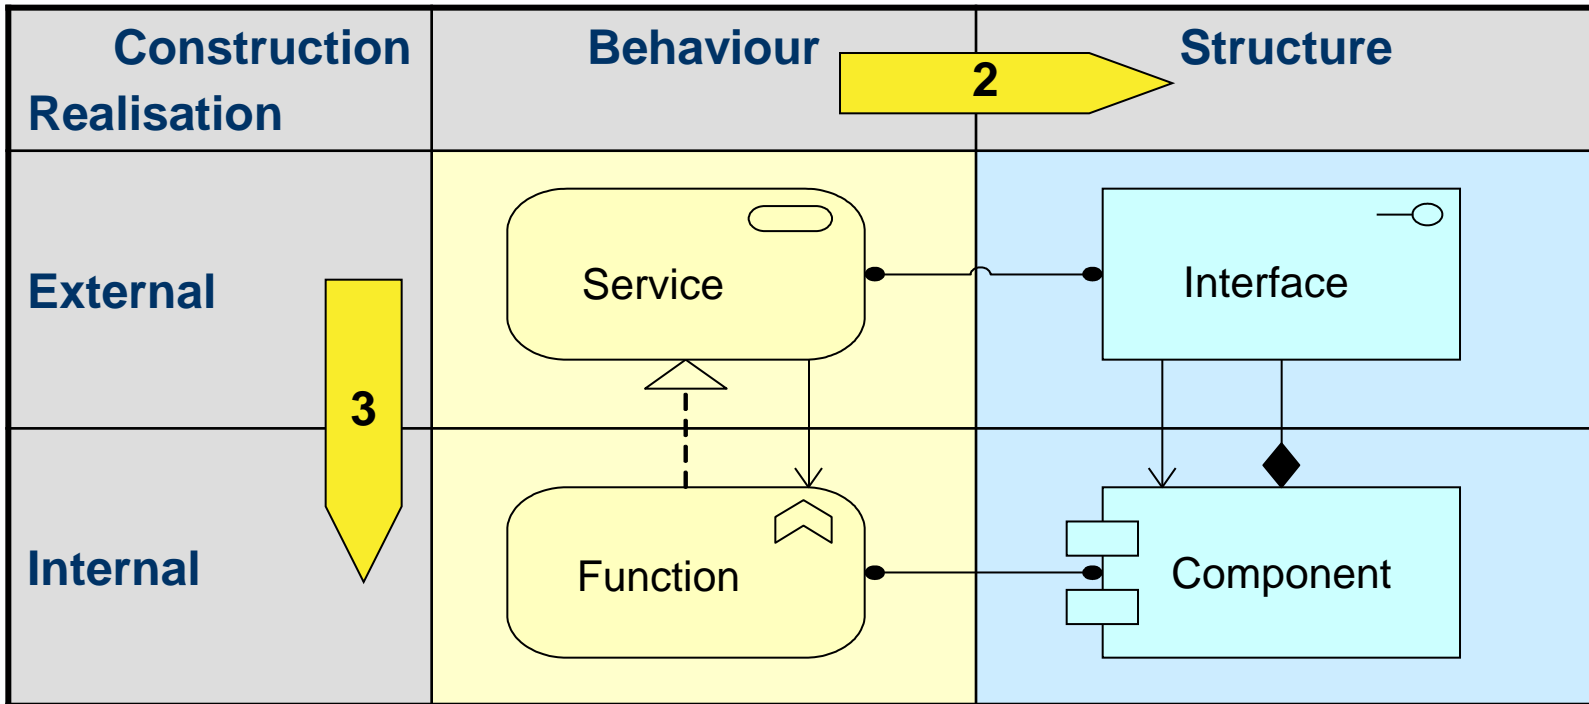 Construction
Realisation
Behaviour
2
Structure
External
Service
Interface
3
Internal
Function
Component